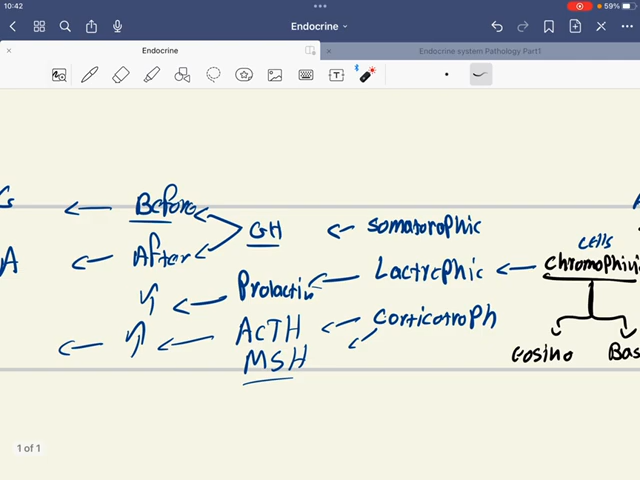 10:42
59%
Endocrine
Endocrine
Endocrine system Pathology Part1
Before
After
GH
somatorophic
cells
Prolactin
Lactrophic
chromophi
ACTH
corticotroph
MSH
Eosino
Bas
A
1 of 1